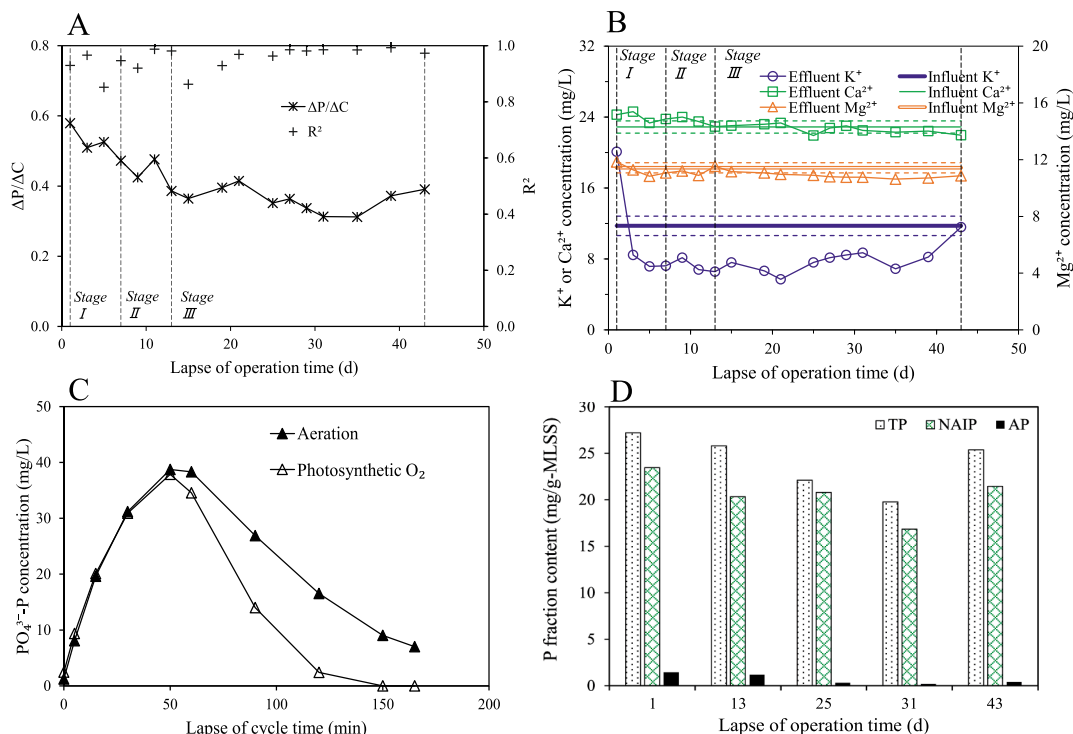 A
0.8
0.6
0.4
0.2
0.0
ΔP/ΔC
1.0
0.8
0.6
0.4
0.2
0.0
R²
ΔP/ΔC
R²
Stage I
Stage II
Stage III
0
10
20
30
40
50
Lapse of operation time (d)
B
32
28
24
20
16
12
8
4
0
K⁺ or Ca²⁺ concentration (mg/L)
20
16
12
8
4
0
Mg²⁺ concentration (mg/L)
Stage I
Stage II
Stage III
Effluent K⁺
Influent K⁺
Effluent Ca²⁺
Influent Ca²⁺
Effluent Mg²⁺
Influent Mg²⁺
0
10
20
30
40
50
Lapse of operation time (d)
C
50
40
30
20
10
0
PO₄³⁻-P concentration (mg/L)
Aeration
Photosynthetic O₂
0
50
100
150
200
Lapse of cycle time (min)
D
30
25
20
15
10
5
0
P fraction content (mg/g-MLSS)
TP
NAIP
AP
1
13
25
31
43
Lapse of operation time (d)